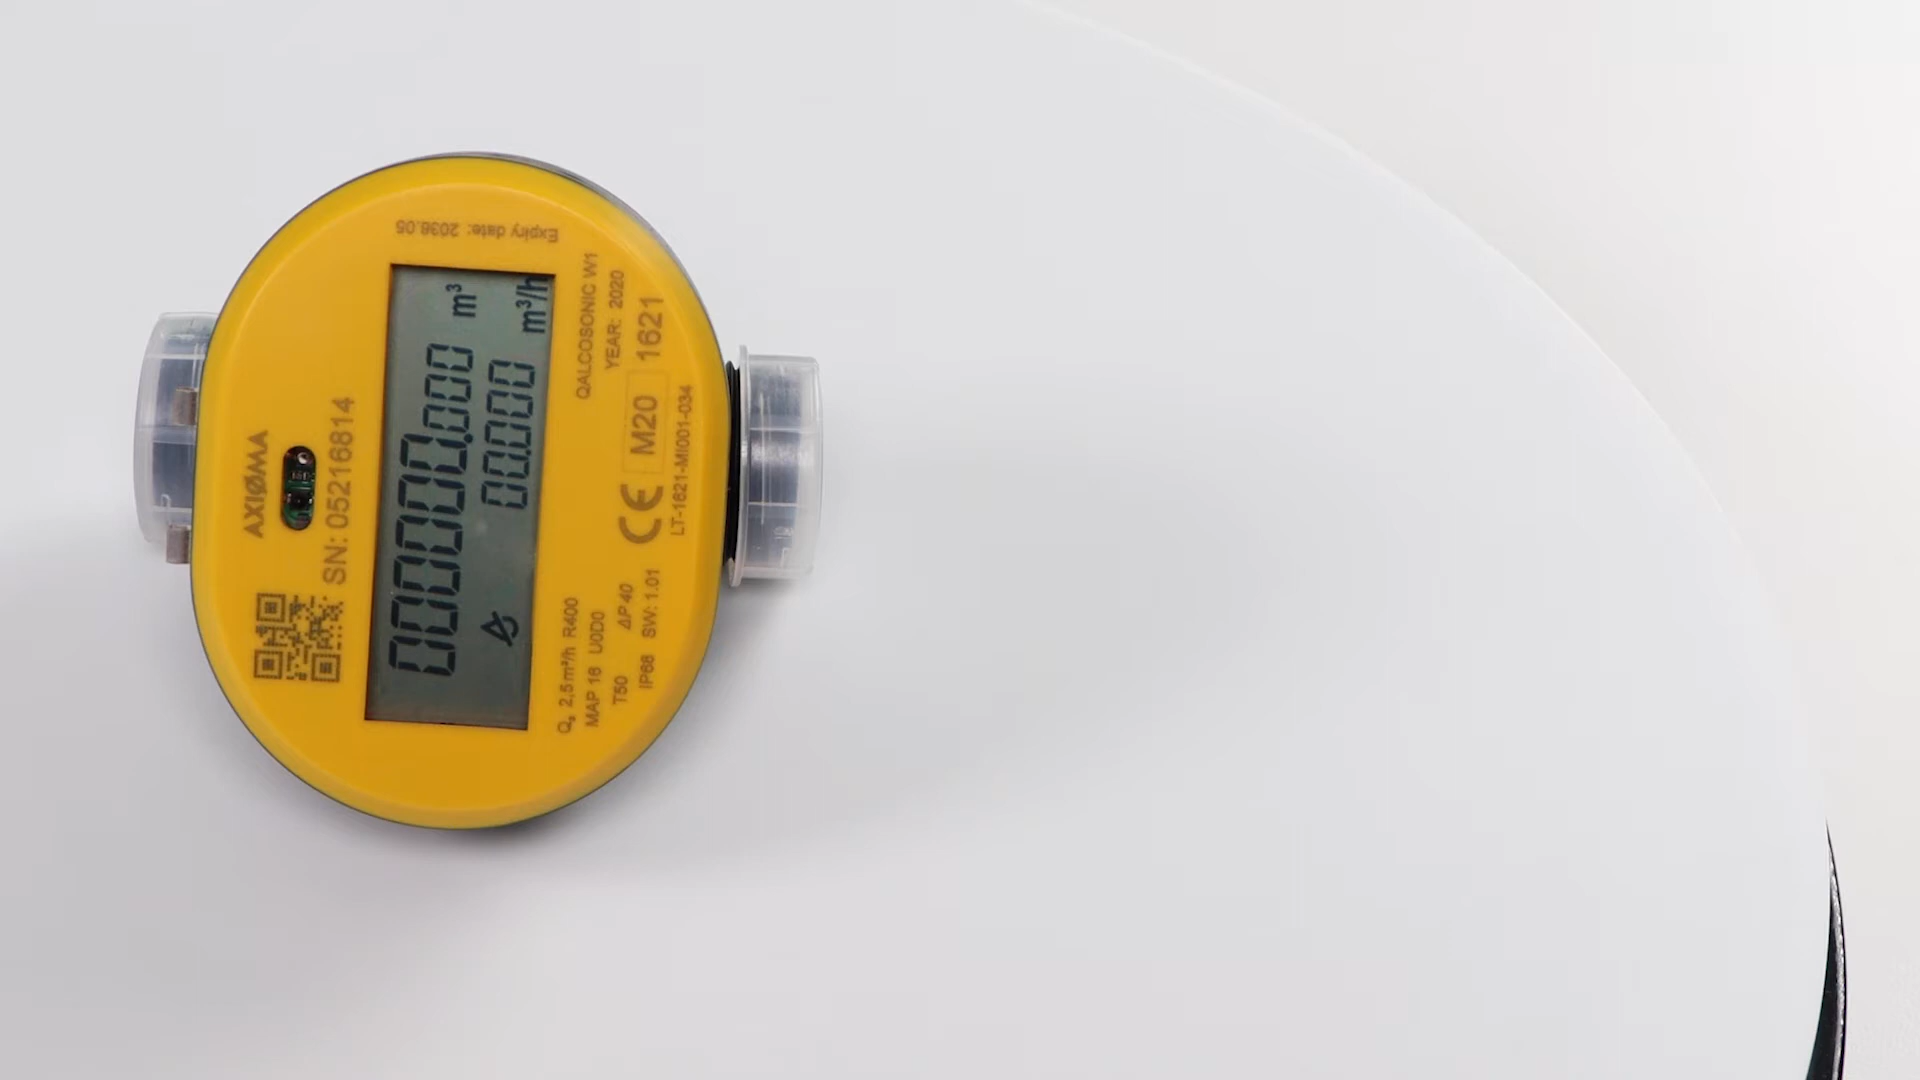 AXIOMA
SN: 05216814
00000.000 m³
00.000 m³/h
Expiry date: 2036.05
QALCOSONIC W1
YEAR: 2020
CE M20 1621
LT-1621-MI001-034
Q₃ 2,5 m³/h R400
MAP 16 U0D0
T50 ΔP 40
IP68 SW: 1.01